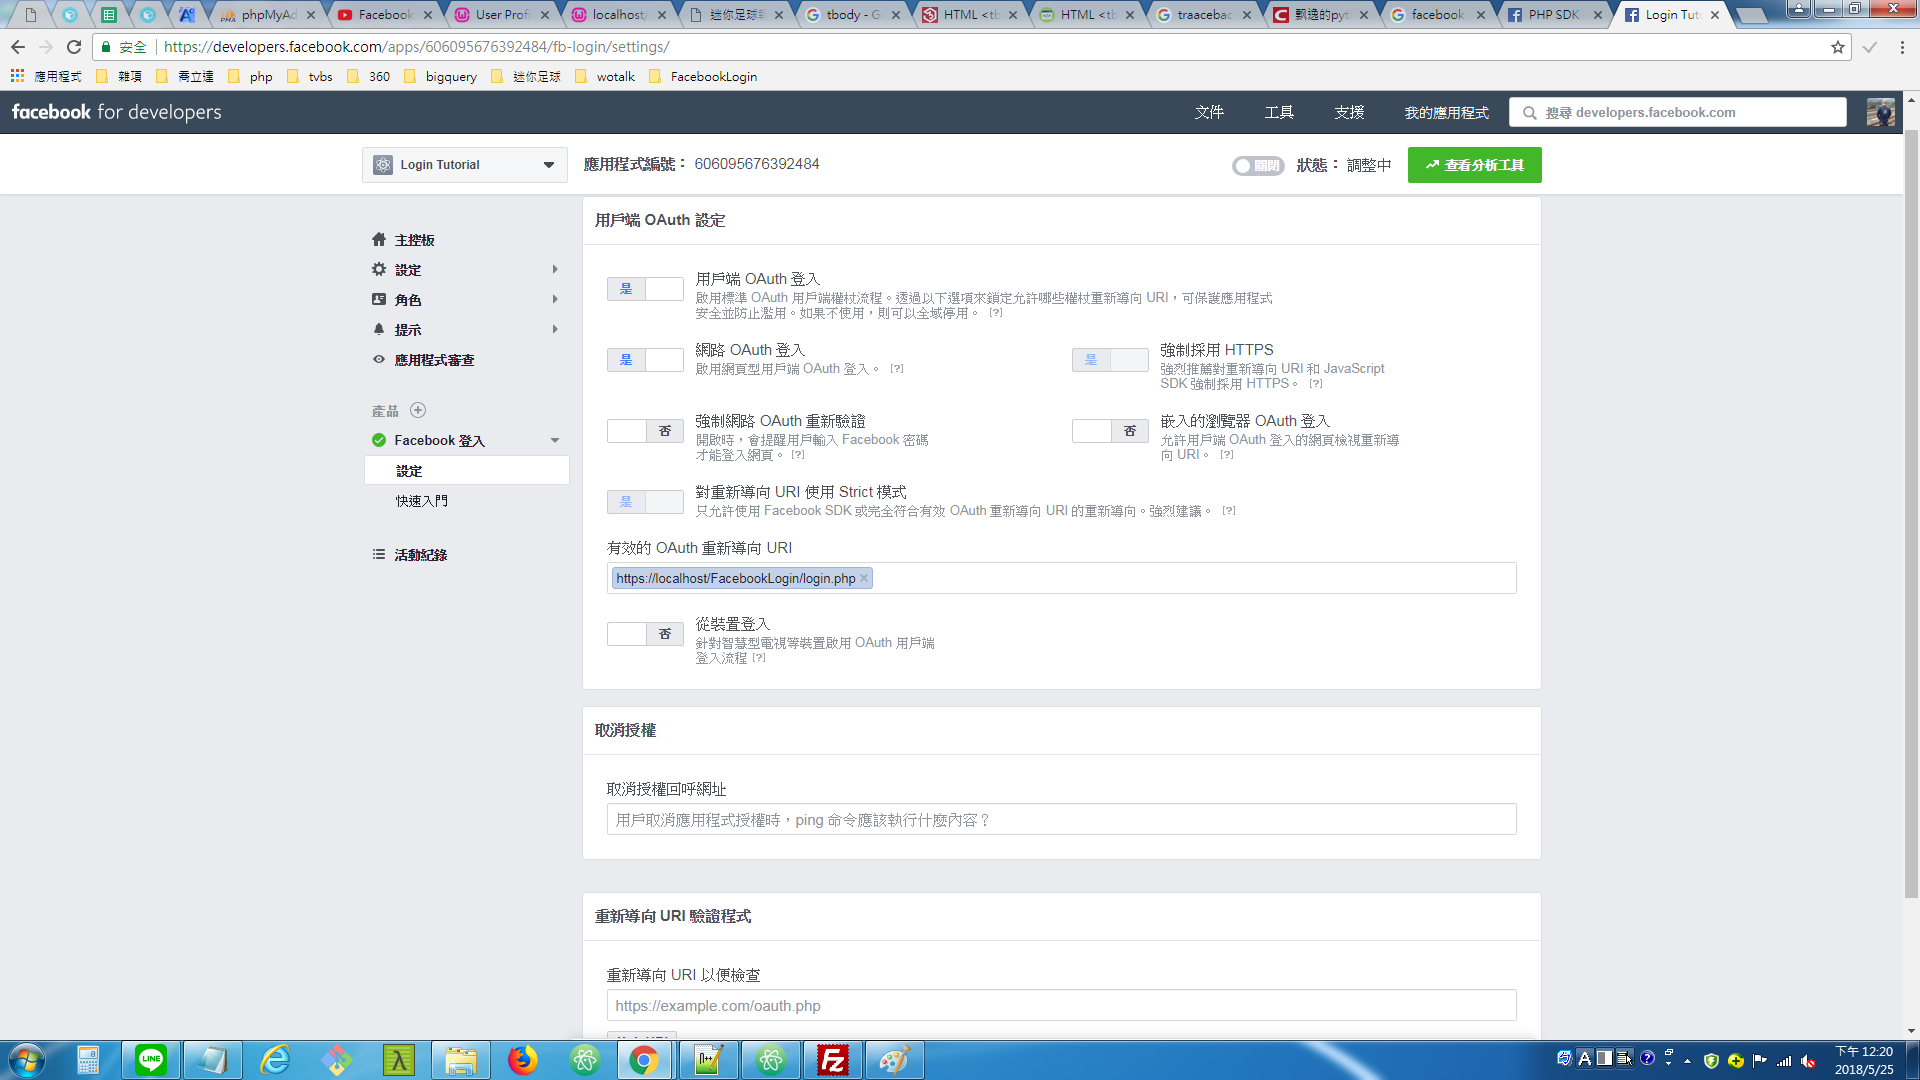 phpMyAd
Facebook
User Profi
localhost/
迷你足球
tbody - G
HTML <tb
HTML <tb
traacebac
飄逸的pyt
facebook
PHP SDK -
Login Tut
安全
https://developers.facebook.com/apps/606095676392484/fb-login/settings/
應用程式
雜項
喬立達
php
tvbs
360
bigquery
迷你足球
wotalk
FacebookLogin
facebook for developers
文件
工具
支援
我的應用程式
搜尋 developers.facebook.com
Login Tutorial
應用程式編號： 606095676392484
關閉
狀態： 調整中
查看分析工具
主控板
設定
角色
提示
應用程式審查
產品
Facebook 登入
設定
快速入門
活動紀錄
用戶端 OAuth 設定
是
用戶端 OAuth 登入
啟用標準 OAuth 用戶端權杖流程。透過以下選項來鎖定允許哪些權杖重新導向 URI，可保護應用程式
安全並防止濫用。如果不使用，則可以全域停用。 [?]
是
網路 OAuth 登入
啟用網頁型用戶端 OAuth 登入。 [?]
是
強制採用 HTTPS
強烈推薦對重新導向 URI 和 JavaScript
SDK 強制採用 HTTPS。 [?]
否
強制網路 OAuth 重新驗證
開啟時，會提醒用戶輸入 Facebook 密碼
才能登入網頁。 [?]
否
嵌入的瀏覽器 OAuth 登入
允許用戶端 OAuth 登入的網頁檢視重新導
向 URI。 [?]
是
對重新導向 URI 使用 Strict 模式
只允許使用 Facebook SDK 或完全符合有效 OAuth 重新導向 URI 的重新導向。強烈建議。 [?]
有效的 OAuth 重新導向 URI
https://localhost/FacebookLogin/login.php
否
從裝置登入
針對智慧型電視等裝置啟用 OAuth 用戶端
登入流程 [?]
取消授權
取消授權回呼網址
用戶取消應用程式授權時，ping 命令應該執行什麼內容？
重新導向 URI 驗證程式
重新導向 URI 以便檢查
https://example.com/oauth.php
LINE
下午 12:20
2018/5/25